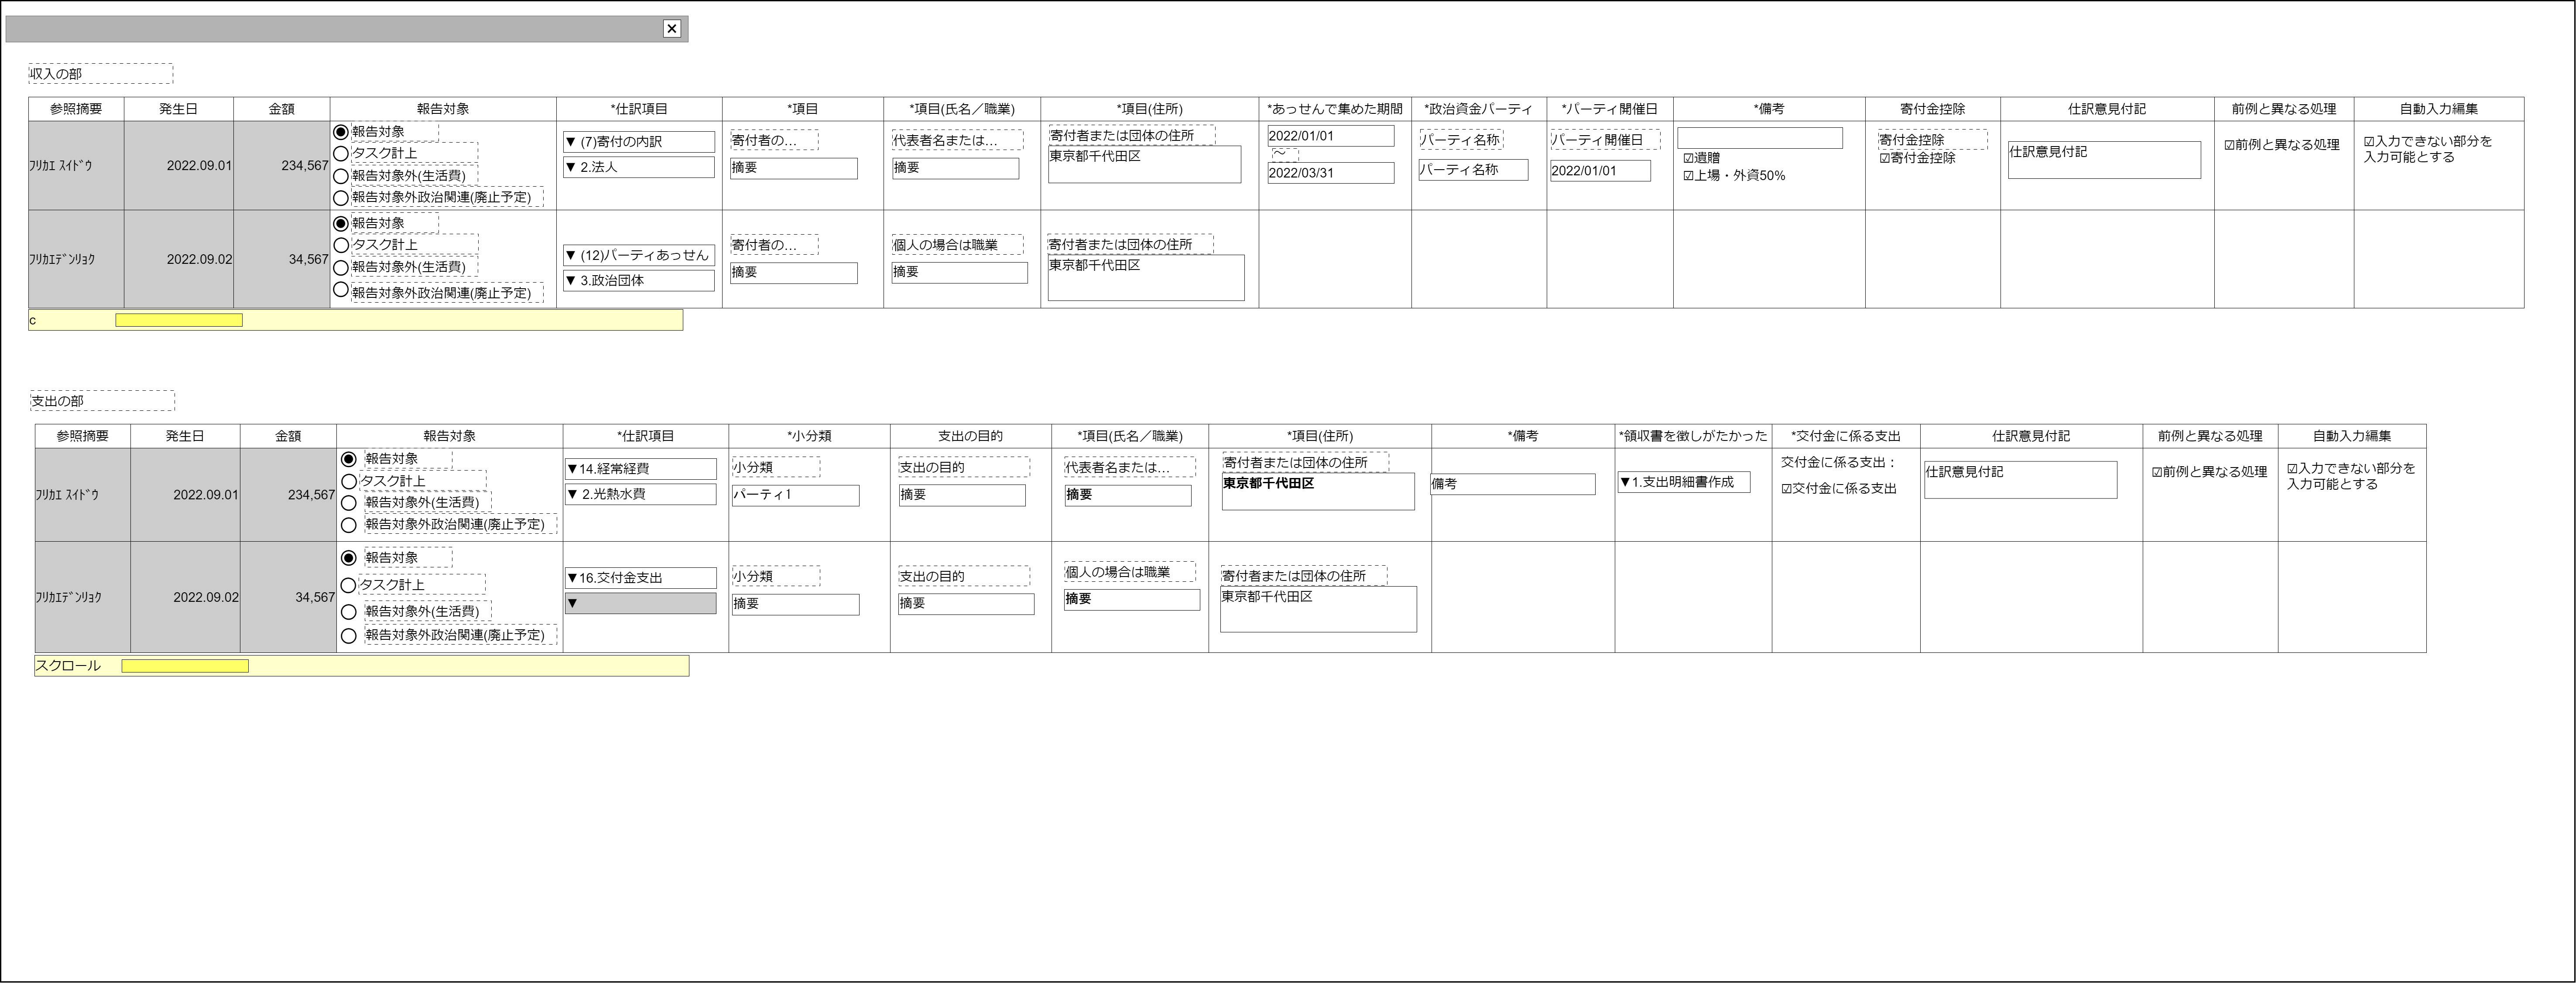 収入の部
参照摘要 発生日 金額 報告対象 *仕訳項目 *項目 *項目(氏名／職業) *項目(住所) *あっせんで集めた期間 *政治資金パーティ *パーティ開催日 *備考 寄付金控除 仕訳意見付記 前例と異なる処理 自動入力編集
ﾌﾘｶｴ ｽｲﾄﾞｳ
2022.09.01
234,567
報告対象
タスク計上
報告対象外(生活費)
報告対象外政治関連(廃止予定)
▼ (7)寄付の内訳
▼ 2.法人
寄付者の…
摘要
代表者名または…
摘要
寄付者または団体の住所
東京都千代田区
2022/01/01
～
2022/03/31
パーティ名称
パーティ名称
パーティ開催日
2022/01/01
☑遺贈
☑上場・外資50%
寄付金控除
☑寄付金控除
仕訳意見付記
☑前例と異なる処理
☑入力できない部分を
入力可能とする
ﾌﾘｶｴﾃﾞﾝﾘｮｸ
2022.09.02
34,567
報告対象
タスク計上
報告対象外(生活費)
報告対象外政治関連(廃止予定)
▼ (12)パーティあっせん
▼ 3.政治団体
寄付者の…
摘要
個人の場合は職業
摘要
寄付者または団体の住所
東京都千代田区
c
支出の部
参照摘要 発生日 金額 報告対象 *仕訳項目 *小分類 支出の目的 *項目(氏名／職業) *項目(住所) *備考 *領収書を徴しがたかった *交付金に係る支出 仕訳意見付記 前例と異なる処理 自動入力編集
ﾌﾘｶｴ ｽｲﾄﾞｳ
2022.09.01
234,567
報告対象
タスク計上
報告対象外(生活費)
報告対象外政治関連(廃止予定)
▼14.経常経費
▼ 2.光熱水費
小分類
パーティ1
支出の目的
摘要
代表者名または…
摘要
寄付者または団体の住所
東京都千代田区
備考
▼1.支出明細書作成
交付金に係る支出：
☑交付金に係る支出
仕訳意見付記
☑前例と異なる処理
☑入力できない部分を
入力可能とする
ﾌﾘｶｴﾃﾞﾝﾘｮｸ
2022.09.02
34,567
報告対象
タスク計上
報告対象外(生活費)
報告対象外政治関連(廃止予定)
▼16.交付金支出
▼
小分類
摘要
支出の目的
摘要
個人の場合は職業
摘要
寄付者または団体の住所
東京都千代田区
スクロール